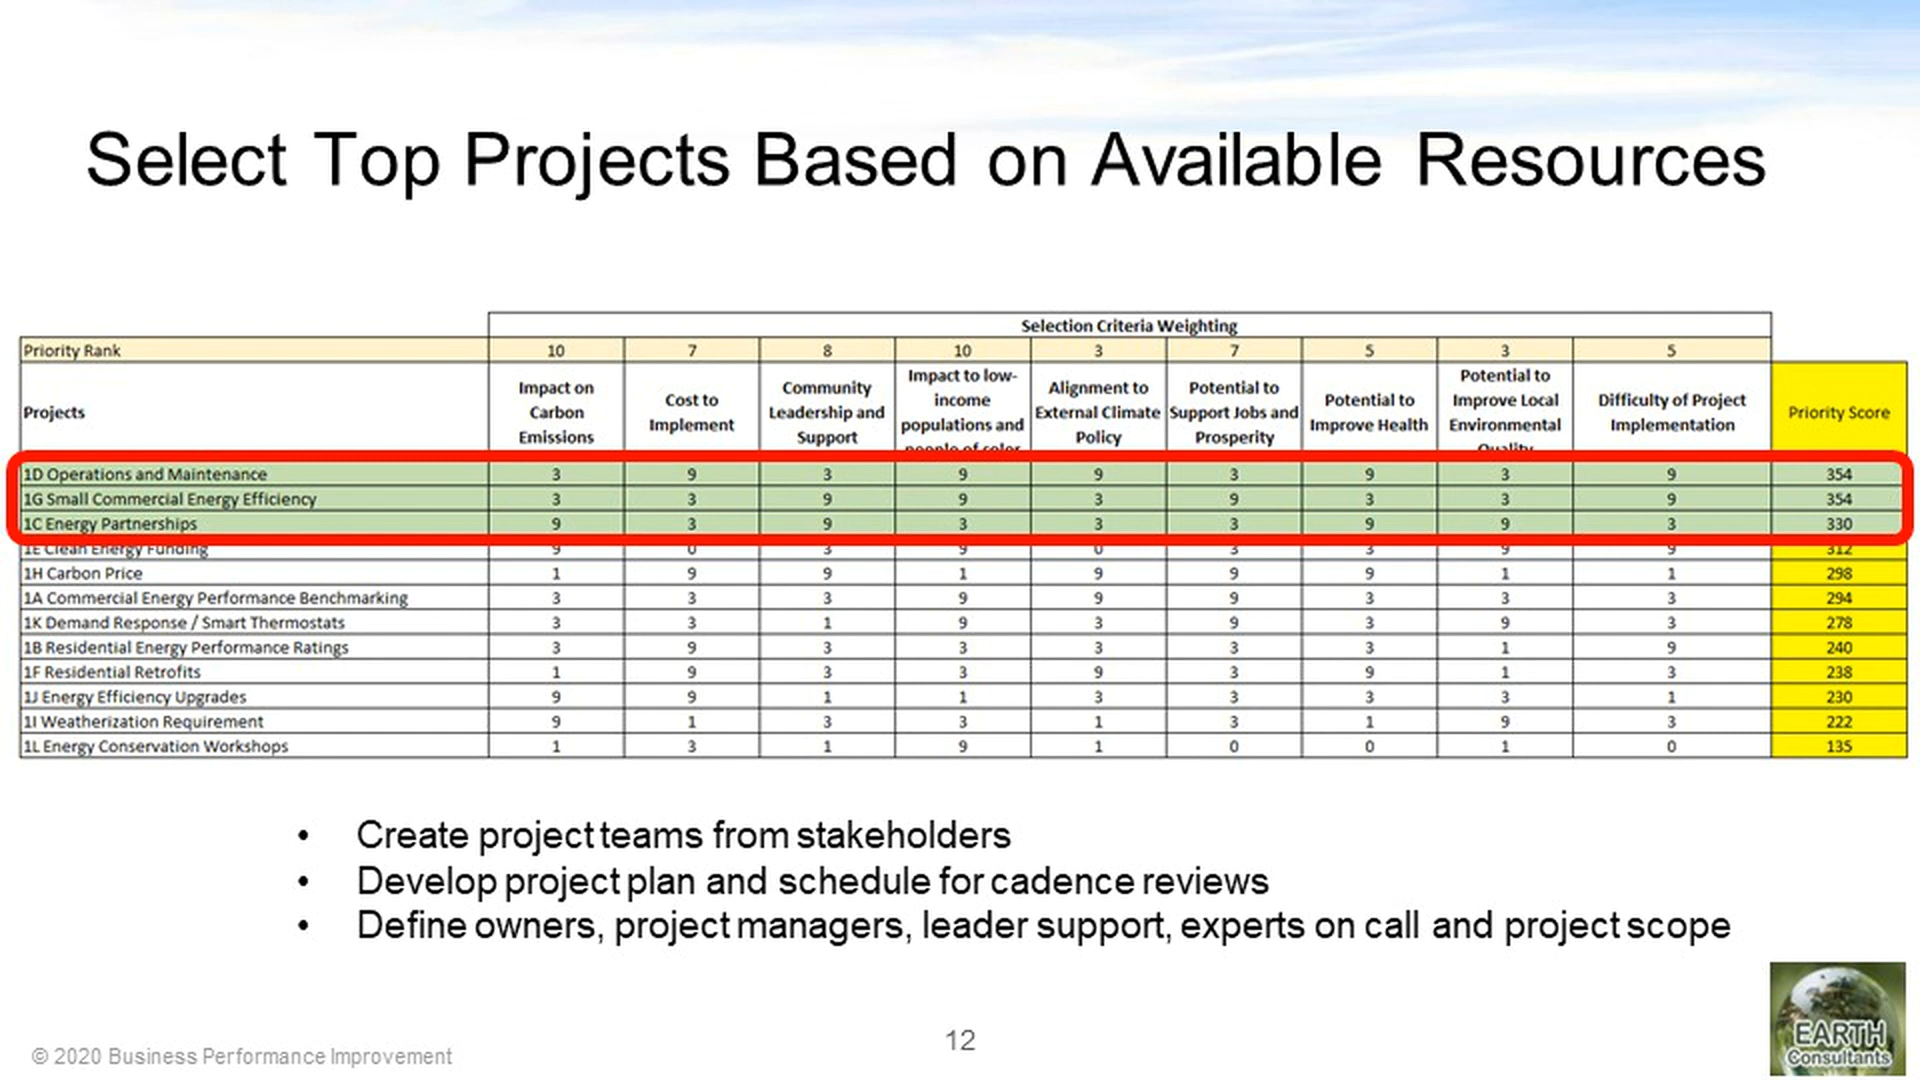 Select Top Projects Based on Available Resources
Selection Criteria Weighting
Priority Rank 10 7 8 10 3 7 5 3 5
Projects Impact on Carbon Emissions Cost to Implement Community Leadership and Support Impact to low-income populations and people of color Alignment to External Climate Policy Potential to Support Jobs and Prosperity Potential to Improve Health Potential to Improve Local Environmental Quality Difficulty of Project Implementation Priority Score
1D Operations and Maintenance 3 9 3 9 9 3 9 3 9 354
1G Small Commercial Energy Efficiency 3 3 9 9 3 9 3 3 9 354
1C Energy Partnerships 9 3 9 3 3 3 9 9 3 330
1E Clean Energy Funding 9 0 3 9 0 3 3 9 9 312
1H Carbon Price 1 9 9 1 9 9 9 1 1 298
1A Commercial Energy Performance Benchmarking 3 3 3 9 9 9 3 3 3 294
1K Demand Response / Smart Thermostats 3 3 1 9 3 9 3 9 3 278
1B Residential Energy Performance Ratings 3 9 3 3 3 3 3 1 9 240
1F Residential Retrofits 1 9 3 3 9 3 9 1 3 238
1J Energy Efficiency Upgrades 9 9 1 1 3 3 3 3 1 230
1I Weatherization Requirement 9 1 3 3 1 3 1 9 3 222
1L Energy Conservation Workshops 1 3 1 9 1 0 0 1 0 135
• Create project teams from stakeholders
• Develop project plan and schedule for cadence reviews
• Define owners, project managers, leader support, experts on call and project scope
© 2020 Business Performance Improvement
12
EARTH
Consultants